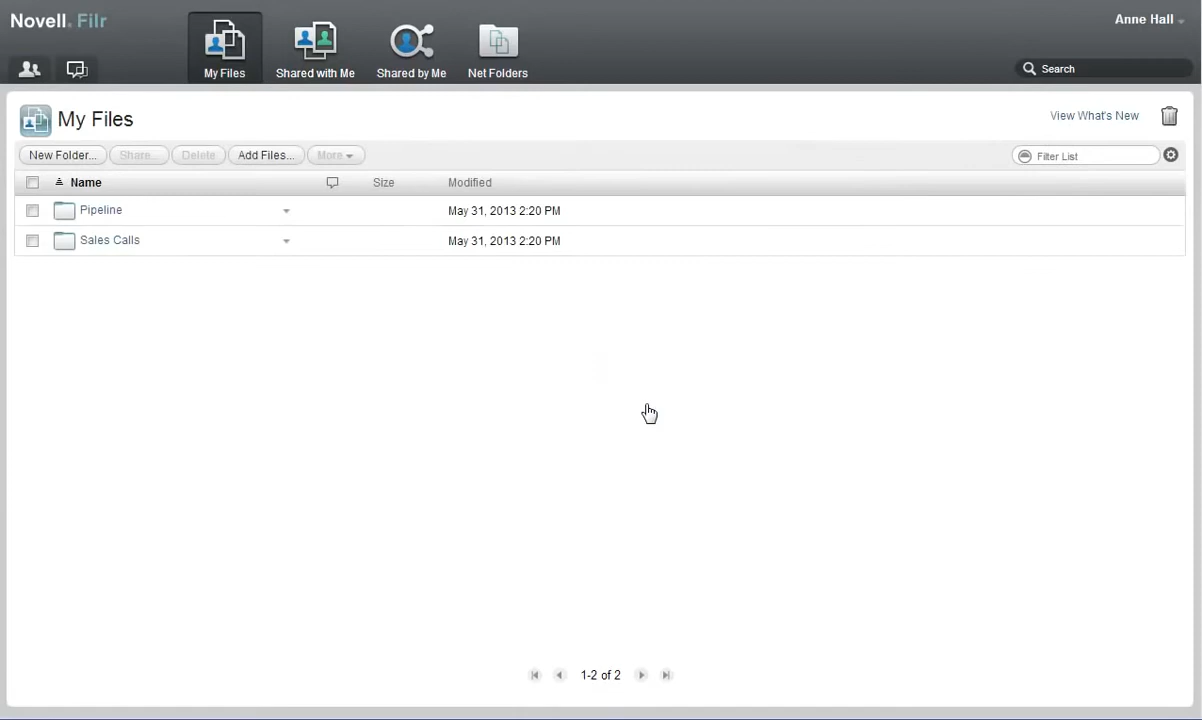 Novell Filr
Anne Hall
My Files
Shared with Me
Shared by Me
Net Folders
Search
My Files
View What's New
New Folder...
Share...
Delete
Add Files...
More
Filter List
Name
Size
Modified
Pipeline
May 31, 2013 2:20 PM
Sales Calls
May 31, 2013 2:20 PM
1-2 of 2